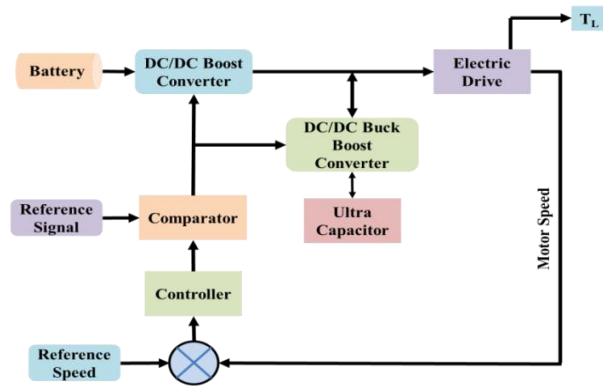 T_L
Battery
DC/DC Boost
Converter
Electric
Drive
DC/DC Buck
Boost
Converter
Reference
Signal
Comparator
Ultra
Capacitor
Motor Speed
Controller
Reference
Speed